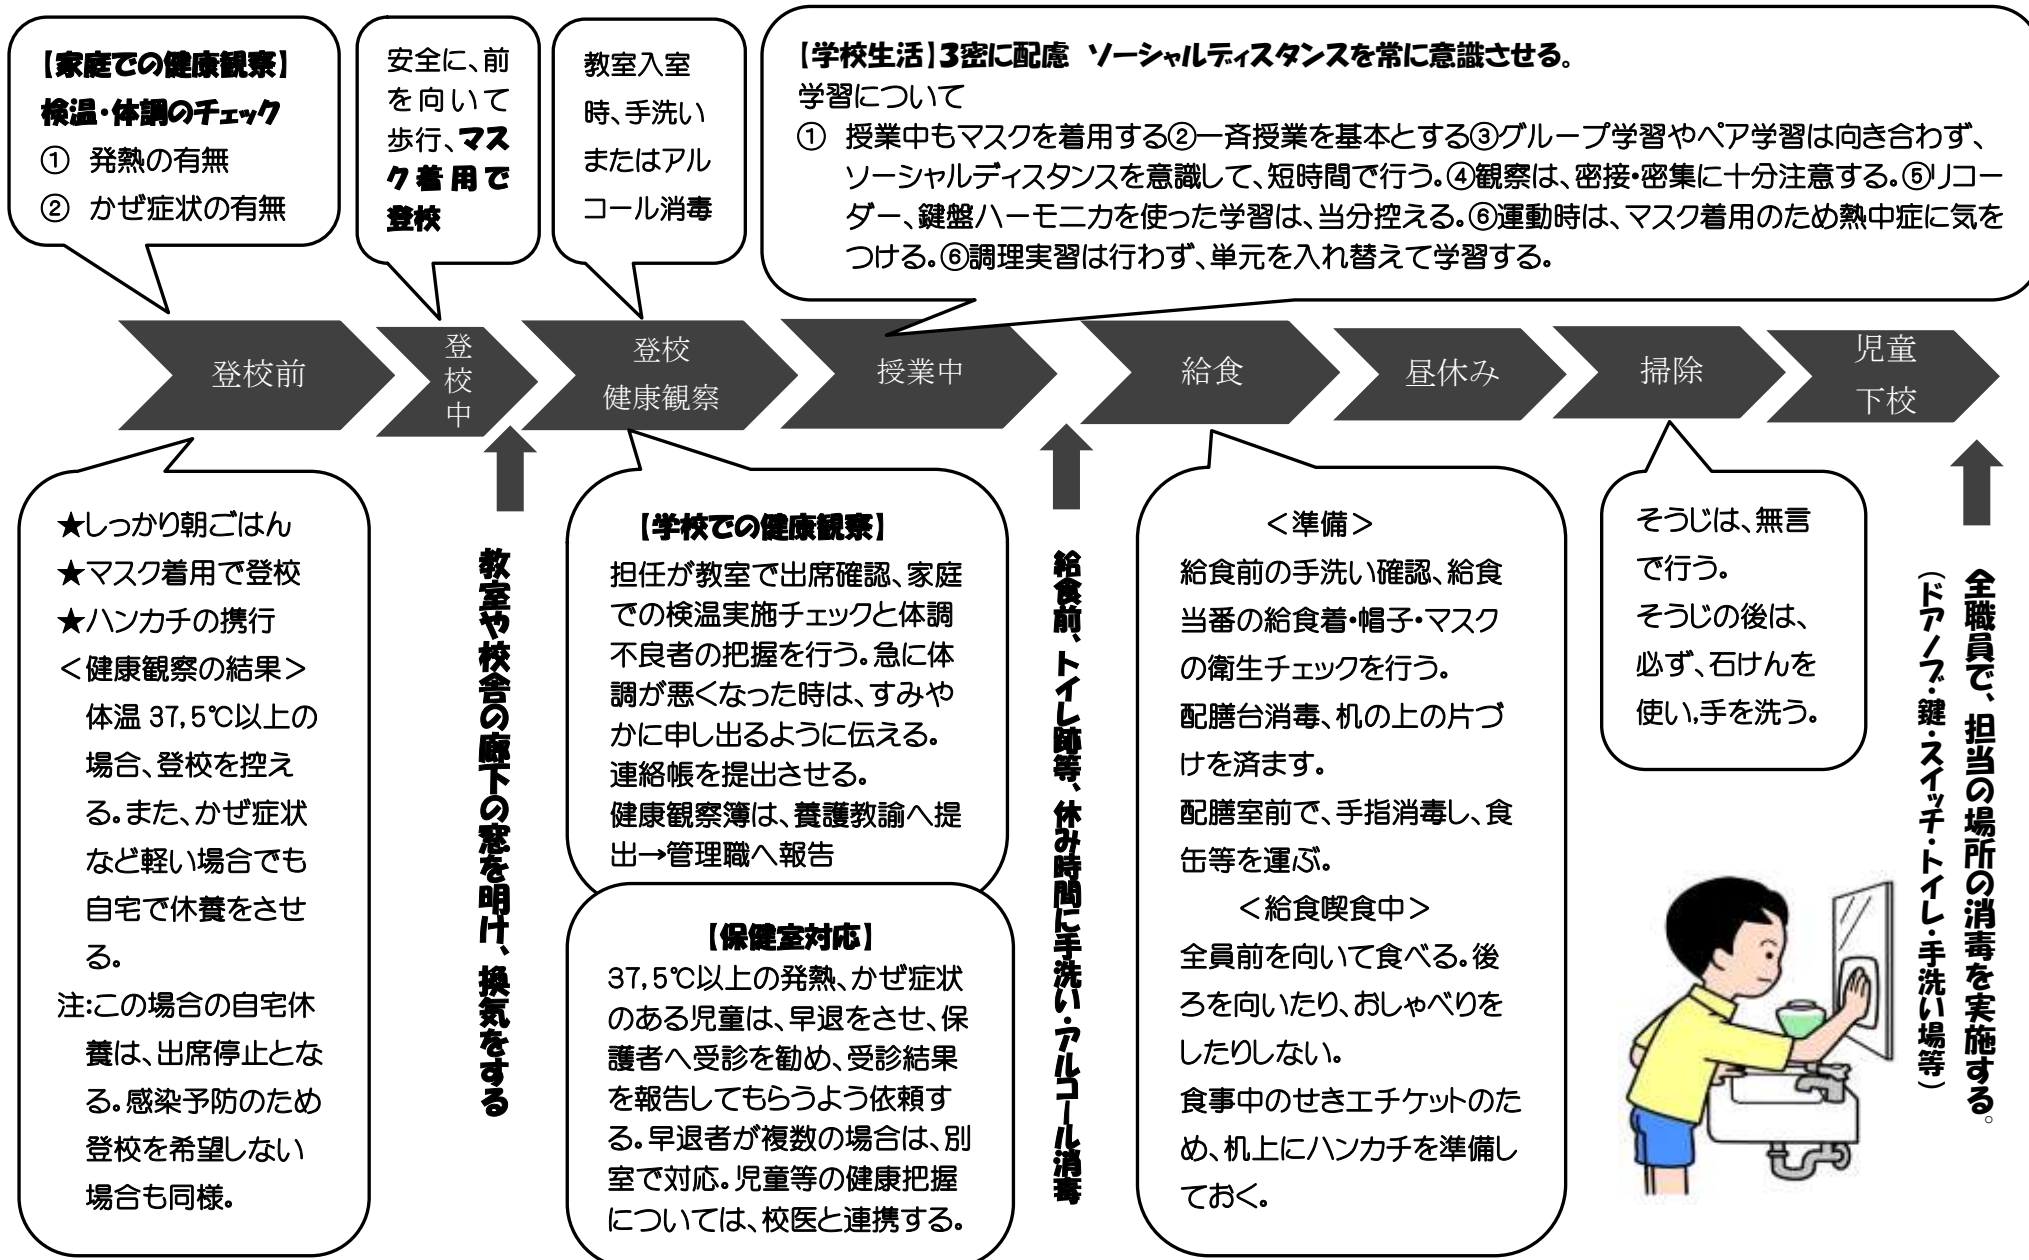 【家庭での健康観察】
検温・体調のチェック
① 発熱の有無
② かぜ症状の有無
安全に、前
を向いて
歩行、マス
ク着用で
登校
教室入室
時、手洗い
またはアル
コール消毒
【学校生活】3密に配慮 ソーシャルディスタンスを常に意識させる。
学習について
① 授業中もマスクを着用する②一斉授業を基本とする③グループ学習やペア学習は向き合わず、
ソーシャルディスタンスを意識して、短時間で行う。④観察は、密接・密集に十分注意する。⑤リコー
ダー、鍵盤ハーモニカを使った学習は、当分控える。⑥運動時は、マスク着用のため熱中症に気を
つける。⑥調理実習は行わず、単元を入れ替えて学習する。
登校前
登校中
登校
健康観察
授業中
給食
昼休み
掃除
児童
下校
★しっかり朝ごはん
★マスク着用で登校
★ハンカチの携行
＜健康観察の結果＞
体温 37,5℃以上の
場合、登校を控え
る。また、かぜ症状
など軽い場合でも
自宅で休養をさせ
る。
注:この場合の自宅休
養は、出席停止とな
る。感染予防のため
登校を希望しない
場合も同様。
教室や校舎の廊下の窓を明け、換気をする
【学校での健康観察】
担任が教室で出席確認、家庭
での検温実施チェックと体調
不良者の把握を行う。急に体
調が悪くなった時は、すみや
かに申し出るように伝える。
連絡帳を提出させる。
健康観察簿は、養護教諭へ提
出→管理職へ報告
【保健室対応】
37,5℃以上の発熱、かぜ症状
のある児童は、早退をさせ、保
護者へ受診を勧め、受診結果
を報告してもらうよう依頼す
る。早退者が複数の場合は、別
室で対応。児童等の健康把握
については、校医と連携する。
給食前、トイレ跡等、休み時間に手洗い・アルコール消毒
＜準備＞
給食前の手洗い確認、給食
当番の給食着・帽子・マスク
の衛生チェックを行う。
配膳台消毒、机の上の片づ
けを済ます。
配膳室前で、手指消毒し、食
缶等を運ぶ。
＜給食喫食中＞
全員前を向いて食べる。後
ろを向いたり、おしゃべりを
したりしない。
食事中のせきエチケットのた
め、机上にハンカチを準備し
ておく。
そうじは、無言
で行う。
そうじの後は、
必ず、石けんを
使い,手を洗う。
全職員で、担当の場所の消毒を実施する。
（ドアノブ・鍵・スイッチ・トイレ・手洗い場等）